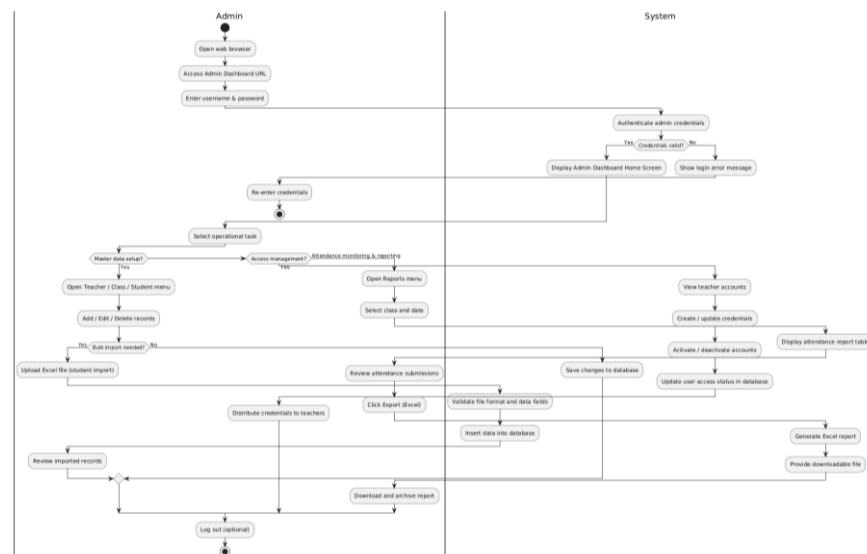 Admin
System
Open web browser
Access Admin Dashboard URL
Enter username & password
Authenticate admin credentials
Yes
Credentials valid?
No
Display Admin Dashboard Home Screen
Show login error message
Re-enter credentials
Select operational task
Master data setup?
Access management?
Attendance monitoring & reporting
Yes
Yes
Open Teacher / Class / Student menu
Open Reports menu
View teacher accounts
Add / Edit / Delete records
Select class and date
Create / update credentials
Yes
Bulk import needed?
No
Activate / deactivate accounts
Display attendance report table
Upload Excel file (student import)
Review attendance submissions
Save changes to database
Update user access status in database
Distribute credentials to teachers
Click Export (Excel)
Validate file format and data fields
Insert data into database
Generate Excel report
Review imported records
Provide downloadable file
Download and archive report
Log out (optional)